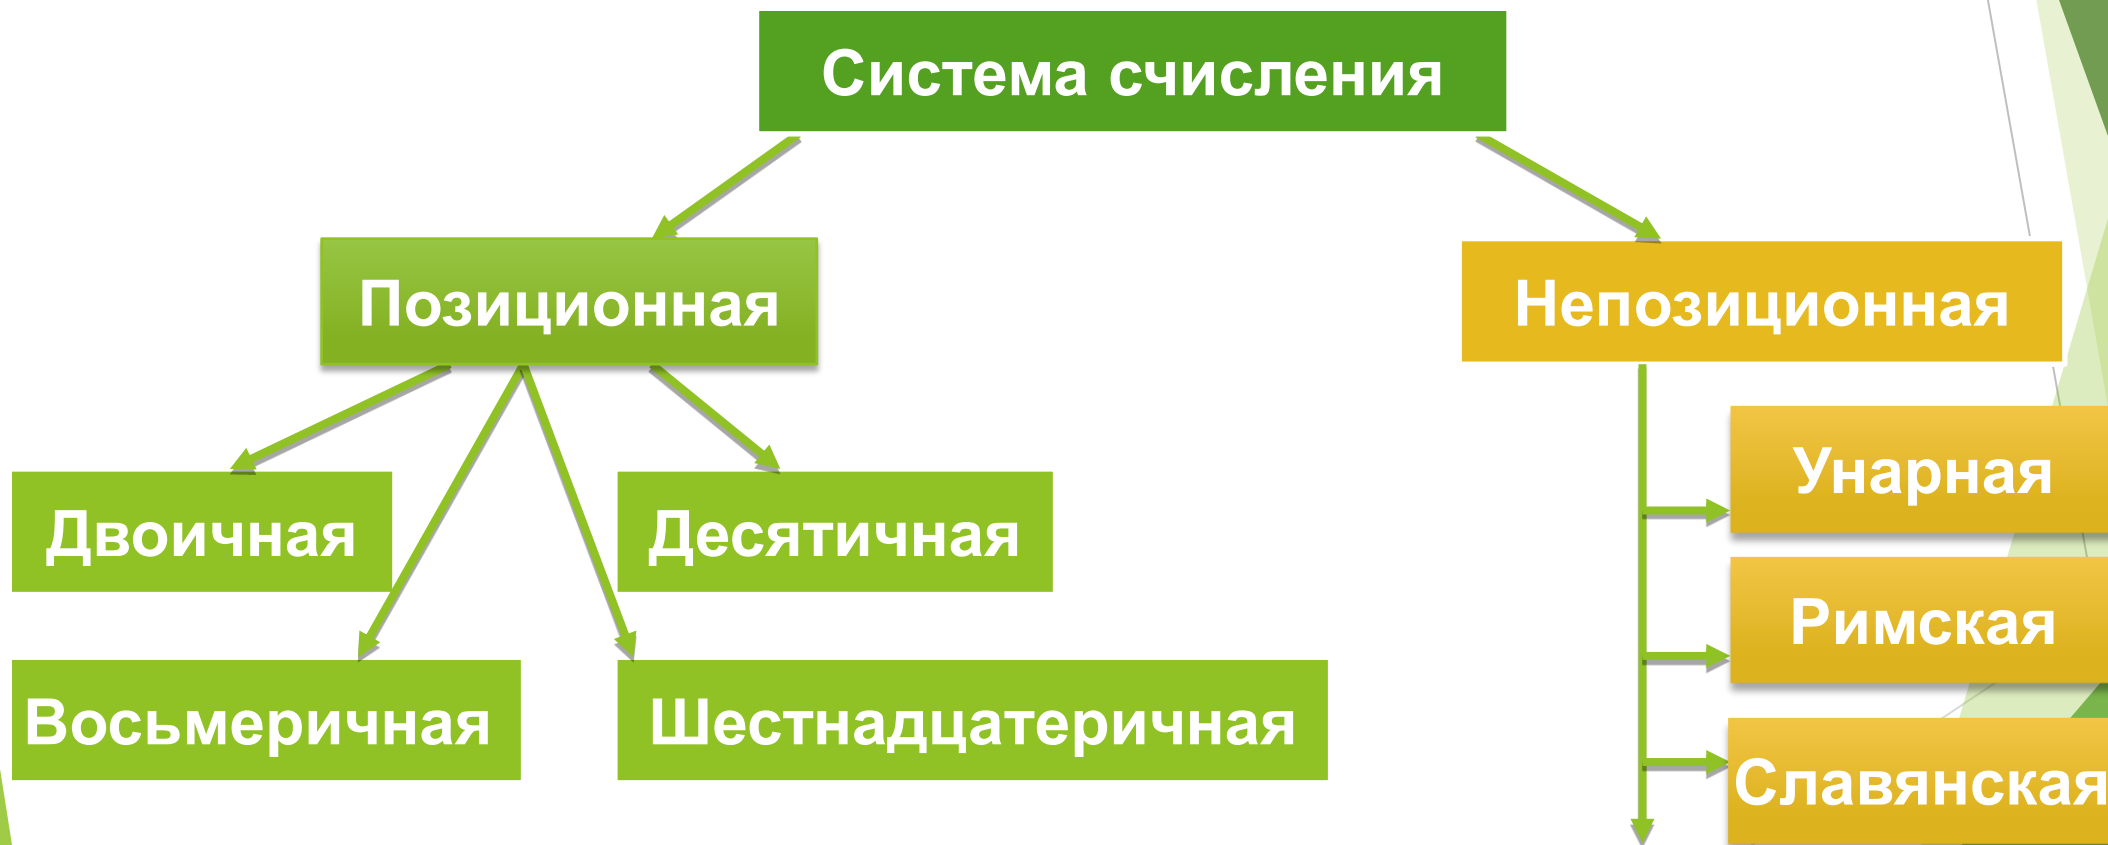 Система счисления
Позиционная
Непозиционная
Унарная
Двоичная
Десятичная
Римская
Восьмеричная
Шестнадцатеричная
Славянская